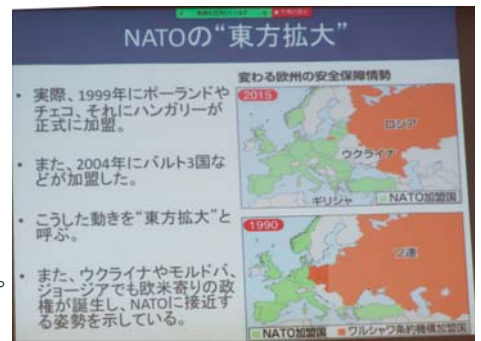 NATOの“東方拡大”
• 実際、1999年にポーランドや
チェコ、それにハンガリーが
正式に加盟。
• また、2004年にバルト3国な
どが加盟した。
• こうした動きを“東方拡大”と
呼ぶ。
• また、ウクライナやモルドバ、
ジョージアでも欧米寄りの政
権が誕生し、NATOに接近す
る姿勢を示している。
変わる欧州の安全保障情勢
2015
ロシア
ウクライナ
ギリシャ
NATO加盟国
1990
ソ連
NATO加盟国 ワルシャワ条約機構加盟国
。